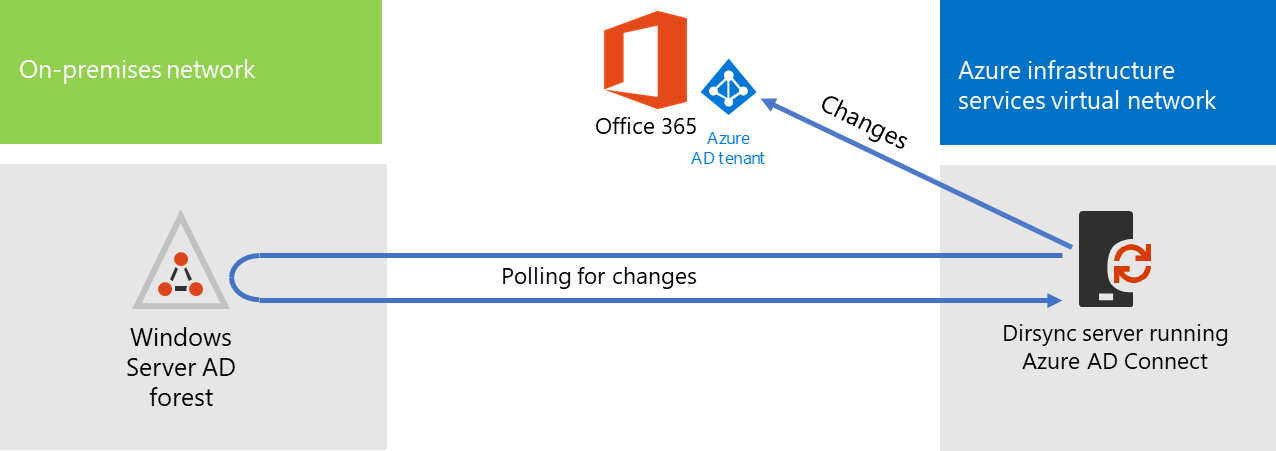 On-premises network
Office 365
Azure
AD tenant
Azure infrastructure
services virtual network
Changes
Polling for changes
Windows
Server AD
forest
Dirsync server running
Azure AD Connect